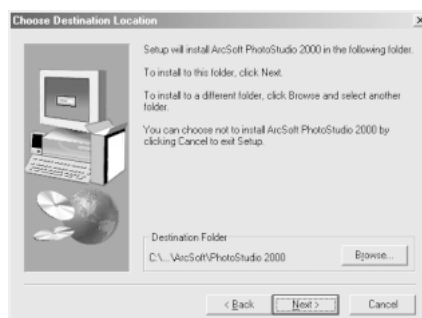 Choose Destination Location
Setup will install ArcSoft PhotoStudio 2000 in the following folder.
To install to this folder, click Next.
To install to a different folder, click Browse and select another
folder.
You can choose not to install ArcSoft PhotoStudio 2000 by
clicking Cancel to exit Setup.
Destination Folder
C:\...\ArcSoft\PhotoStudio 2000
Browse...
< Back
Next >
Cancel